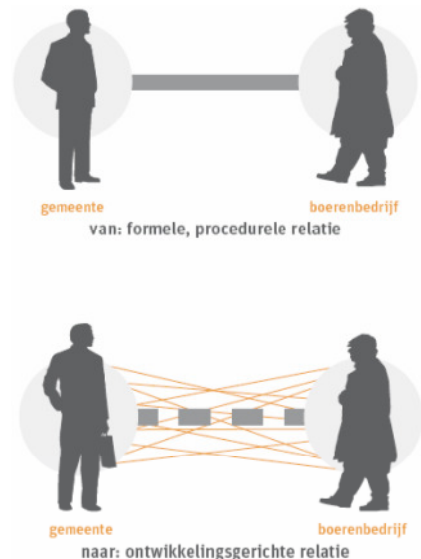 gemeente boerenbedrijf
van: formele, procedurele relatie
gemeente boerenbedrijf
naar: ontwikkelingsgerichte relatie